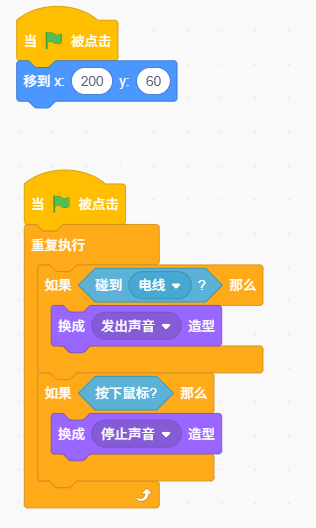 当 被点击
移到 x: 200 y: 60
当 被点击
重复执行
如果 碰到 电线 ? 那么
换成 发出声音 造型
如果 按下鼠标? 那么
换成 停止声音 造型